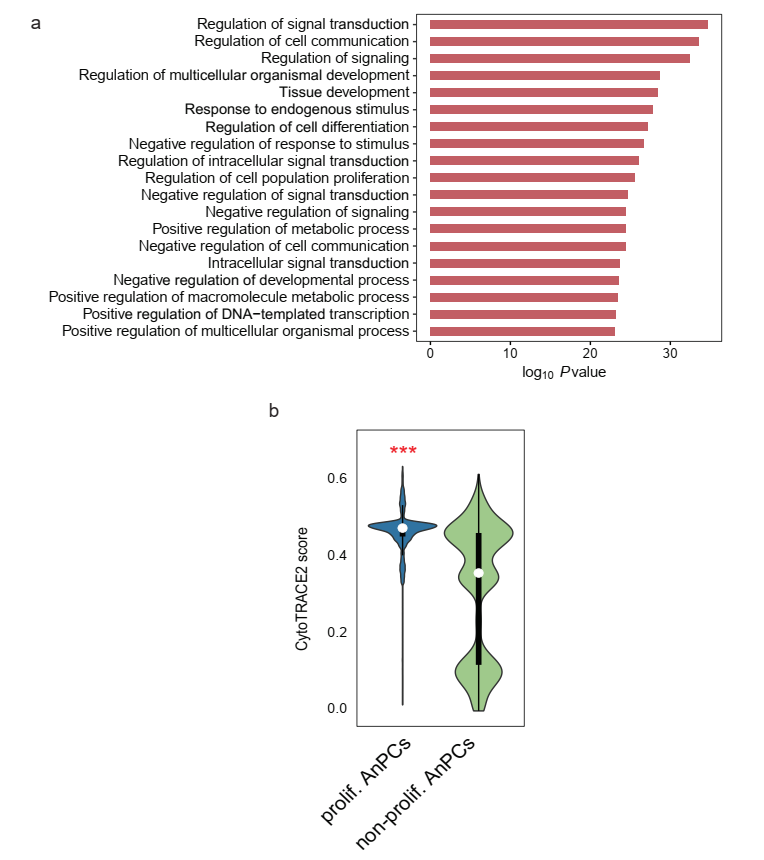 a
Regulation of signal transduction
Regulation of cell communication
Regulation of signaling
Regulation of multicellular organismal development
Tissue development
Response to endogenous stimulus
Regulation of cell differentiation
Negative regulation of response to stimulus
Regulation of intracellular signal transduction
Regulation of cell population proliferation
Negative regulation of signal transduction
Negative regulation of signaling
Positive regulation of metabolic process
Negative regulation of cell communication
Intracellular signal transduction
Negative regulation of developmental process
Positive regulation of macromolecule metabolic process
Positive regulation of DNA−templated transcription
Positive regulation of multicellular organismal process
0 10 20 30
log₁₀ Pvalue
b
***
0.6
0.4
0.2
0.0
CytoTRACE2 score
prolif. AnPCs
non-prolif. AnPCs